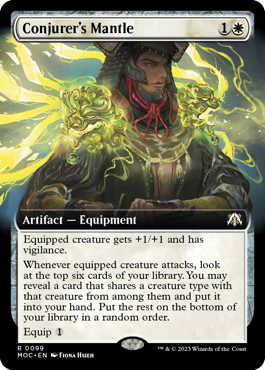 Conjurer's Mantle 1
Artifact — Equipment
Equipped creature gets +1/+1 and has
vigilance.
Whenever equipped creature attacks, look
at the top six cards of your library. You may
reveal a card that shares a creature type with
that creature from among them and put it
into your hand. Put the rest on the bottom
of your library in a random order.
Equip 1
R 0099
MOC • EN Fiona Hsieh
™ & © 2023 Wizards of the Coast